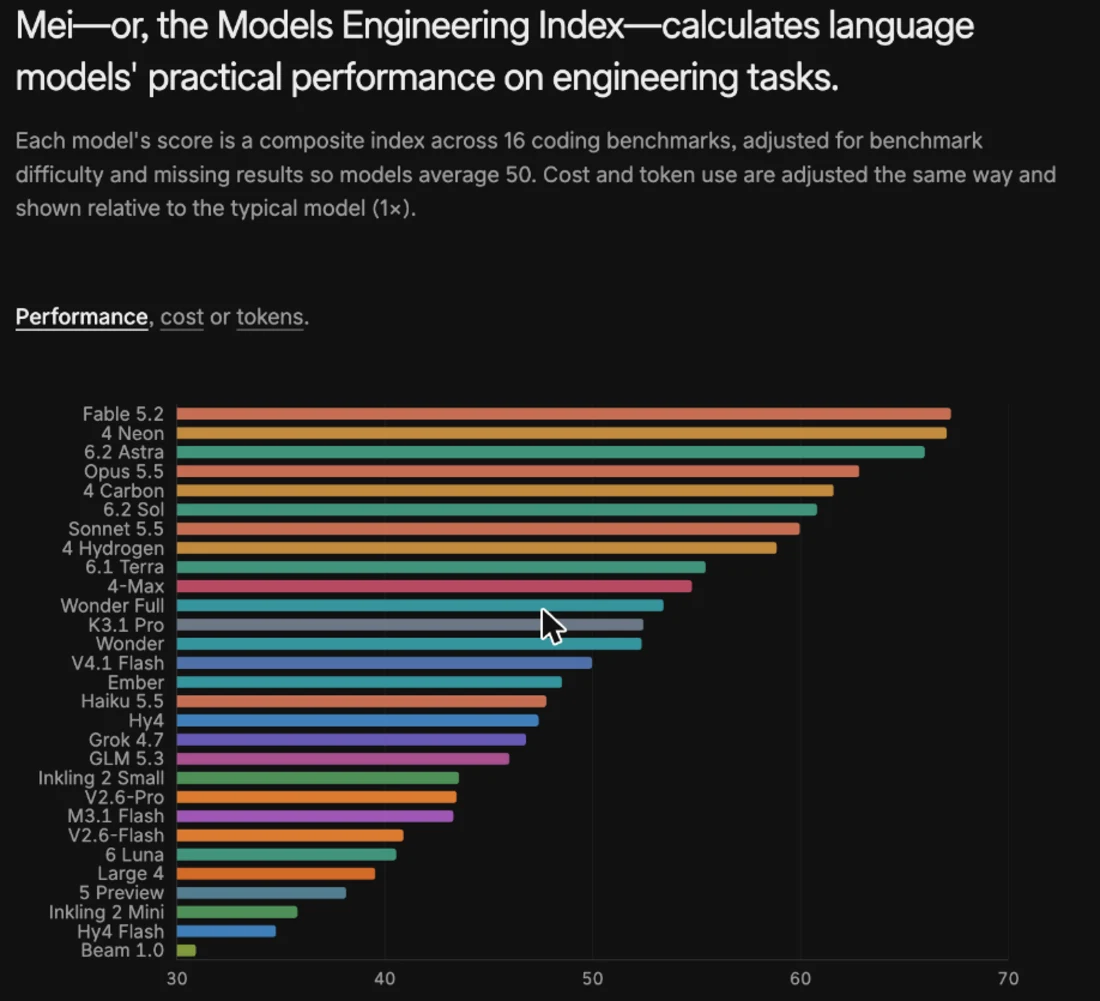 Mei—or, the Models Engineering Index—calculates language
models' practical performance on engineering tasks.
Each model's score is a composite index across 16 coding benchmarks, adjusted for benchmark
difficulty and missing results so models average 50. Cost and token use are adjusted the same way and
shown relative to the typical model (1×).
Performance, cost or tokens.
Fable 5.2
4 Neon
6.2 Astra
Opus 5.5
4 Carbon
6.2 Sol
Sonnet 5.5
4 Hydrogen
6.1 Terra
4-Max
Wonder Full
K3.1 Pro
Wonder
V4.1 Flash
Ember
Haiku 5.5
Hy4
Grok 4.7
GLM 5.3
Inkling 2 Small
V2.6-Pro
M3.1 Flash
V2.6-Flash
6 Luna
Large 4
5 Preview
Inkling 2 Mini
Hy4 Flash
Beam 1.0
30 40 50 60 70